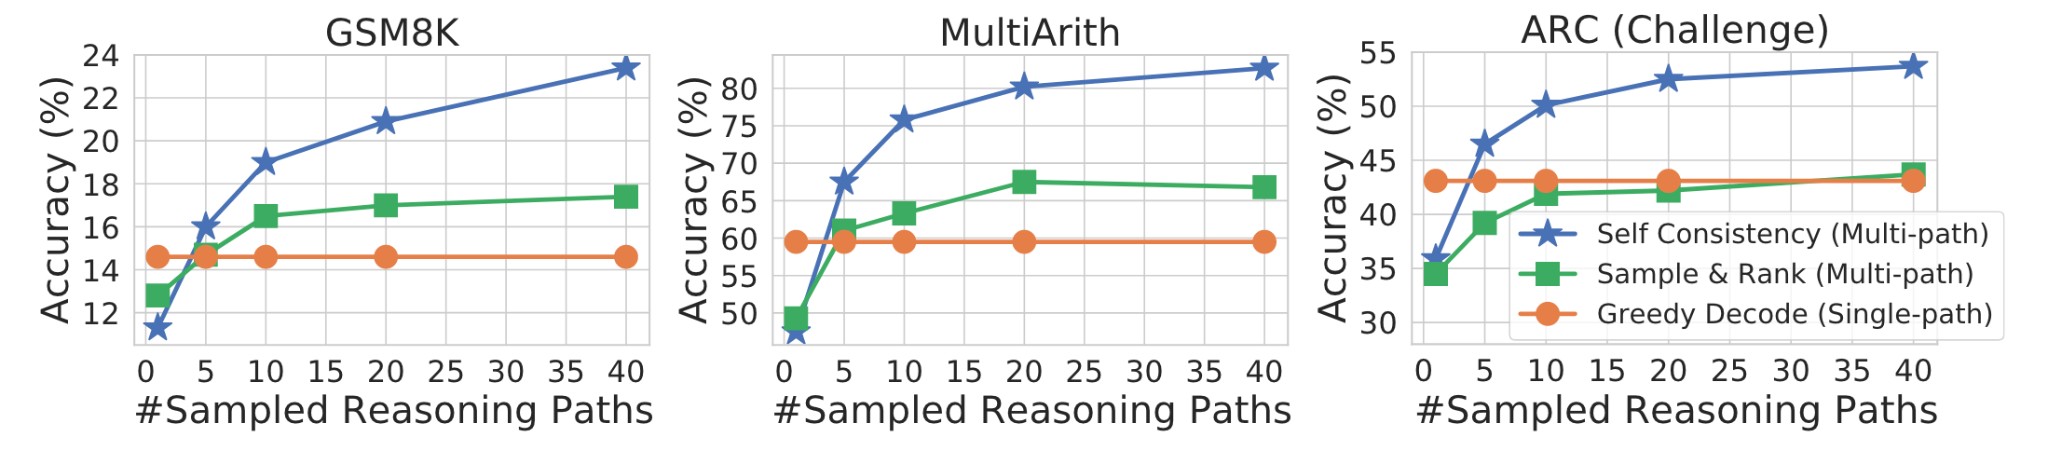 GSM8K
24
22
20
18
16
14
12
Accuracy (%)
0 5 10 15 20 25 30 35 40
#Sampled Reasoning Paths
MultiArith
80
75
70
65
60
55
50
Accuracy (%)
0 5 10 15 20 25 30 35 40
#Sampled Reasoning Paths
ARC (Challenge)
55
50
45
40
35
30
Accuracy (%)
Self Consistency (Multi-path)
Sample & Rank (Multi-path)
Greedy Decode (Single-path)
0 5 10 15 20 25 30 35 40
#Sampled Reasoning Paths